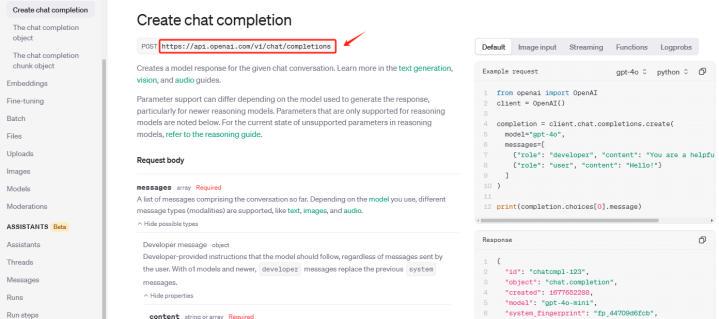 Create chat completion
The chat completion
object
The chat completion
chunk object
Embeddings
Fine-tuning
Batch
Files
Uploads
Images
Models
Moderations
ASSISTANTS Beta
Assistants
Threads
Messages
Runs
Run steps
Create chat completion
POST https://api.openai.com/v1/chat/completions
Creates a model response for the given chat conversation. Learn more in the text generation,
vision, and audio guides.
Parameter support can differ depending on the model used to generate the response,
particularly for newer reasoning models. Parameters that are only supported for reasoning
models are noted below. For the current state of unsupported parameters in reasoning
models, refer to the reasoning guide.
Request body
messages array Required
A list of messages comprising the conversation so far. Depending on the model you use, different
message types (modalities) are supported, like text, images, and audio.
^ Hide possible types
Developer message object
Developer-provided instructions that the model should follow, regardless of messages sent by
the user. With o1 models and newer, developer messages replace the previous system
messages.
^ Hide properties
content string or array Required
Default Image input Streaming Functions Logprobs
Example request gpt-4o python
1 from openai import OpenAI
2 client = OpenAI()
3
4 completion = client.chat.completions.create(
5 model="gpt-4o",
6 messages=[
7 {"role": "developer", "content": "You are a helpfu
8 {"role": "user", "content": "Hello!"}
9 ]
10 )
11
12 print(completion.choices[0].message)
Response
1 {
2 "id": "chatcmpl-123",
3 "object": "chat.completion",
4 "created": 1677652288,
5 "model": "gpt-4o-mini",
6 "system_fingerprint": "fp_44709d6fcb",